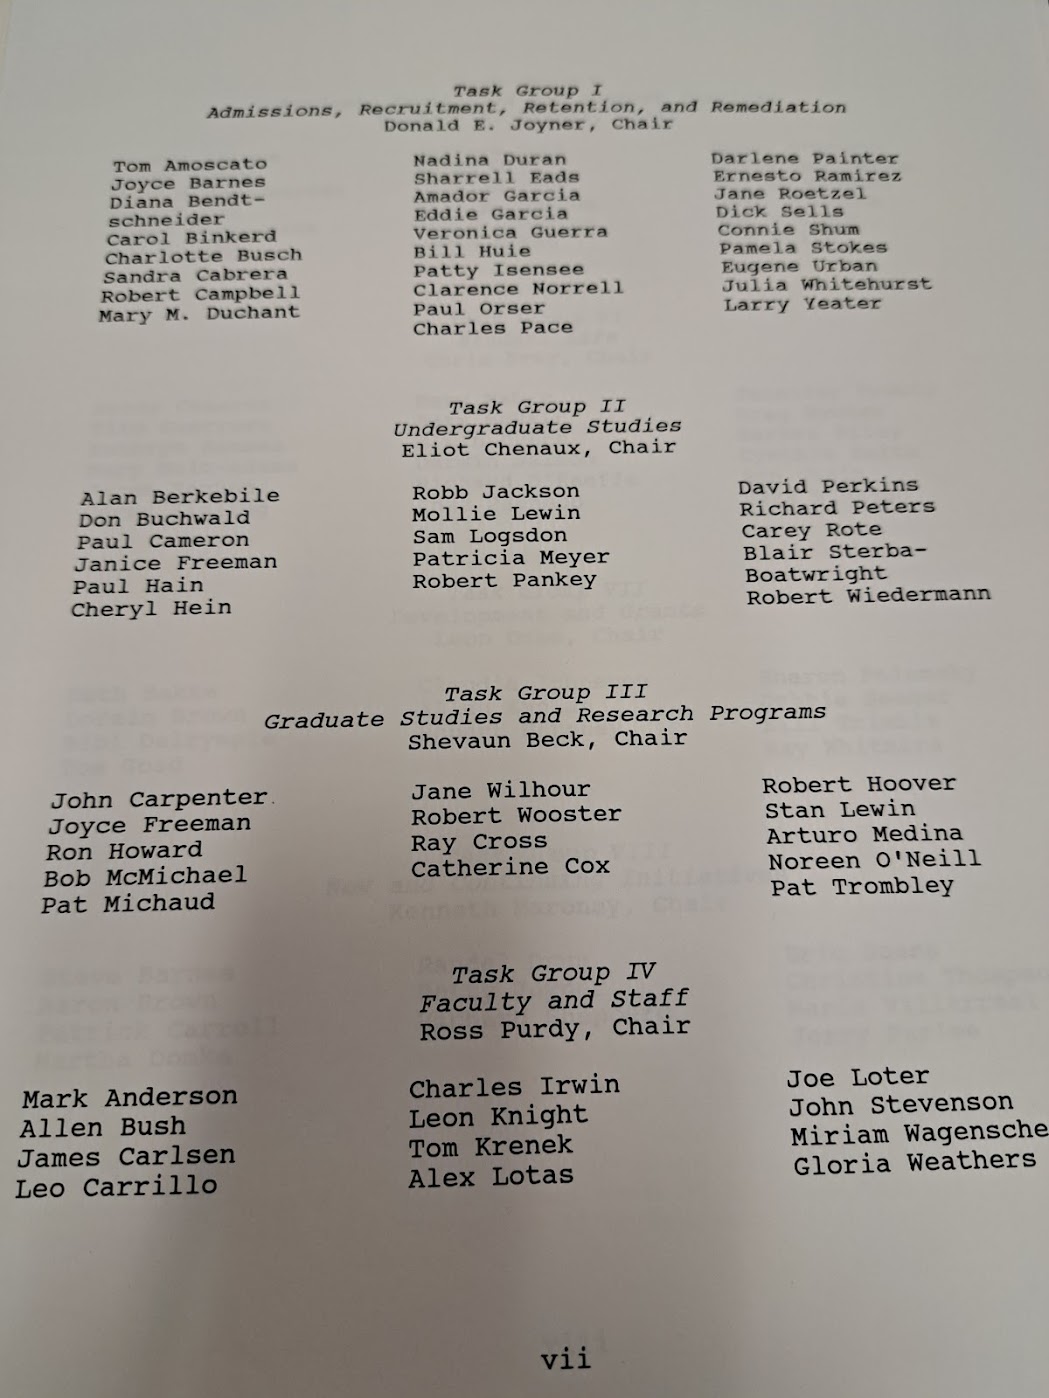 Task Group I
Admissions, Recruitment, Retention, and Remediation
Donald E. Joyner, Chair
Tom Amoscato
Joyce Barnes
Diana Bendt-
schneider
Carol Binkerd
Charlotte Busch
Sandra Cabrera
Robert Campbell
Mary M. Duchant
Nadina Duran
Sharrell Eads
Amador Garcia
Eddie Garcia
Veronica Guerra
Bill Huie
Patty Isensee
Clarence Norrell
Paul Orser
Charles Pace
Darlene Painter
Ernesto Ramirez
Jane Roetzel
Dick Sells
Connie Shum
Pamela Stokes
Eugene Urban
Julia Whitehurst
Larry Yeater
Task Group II
Undergraduate Studies
Eliot Chenaux, Chair
Alan Berkebile
Don Buchwald
Paul Cameron
Janice Freeman
Paul Hain
Cheryl Hein
Robb Jackson
Mollie Lewin
Sam Logsdon
Patricia Meyer
Robert Pankey
David Perkins
Richard Peters
Carey Rote
Blair Sterba-
Boatwright
Robert Wiedermann
Task Group III
Graduate Studies and Research Programs
Shevaun Beck, Chair
John Carpenter
Joyce Freeman
Ron Howard
Bob McMichael
Pat Michaud
Jane Wilhour
Robert Wooster
Ray Cross
Catherine Cox
Robert Hoover
Stan Lewin
Arturo Medina
Noreen O'Neill
Pat Trombley
Task Group IV
Faculty and Staff
Ross Purdy, Chair
Mark Anderson
Allen Bush
James Carlsen
Leo Carrillo
Charles Irwin
Leon Knight
Tom Krenek
Alex Lotas
Joe Loter
John Stevenson
Miriam Wagensche
Gloria Weathers
vii